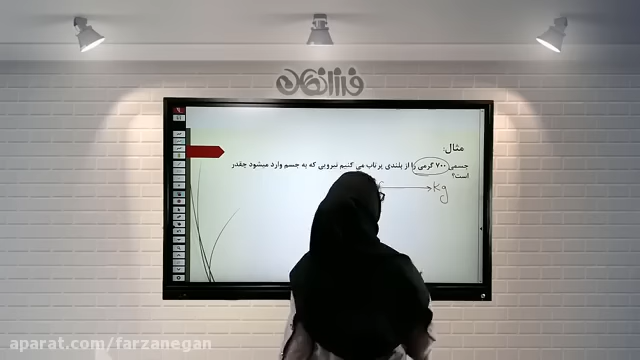 فرزانگان
مثال:
جسمی ۷۰۰ گرمی را از بلندی پرتاب می کنیم نیرویی که به جسم وارد میشود چقدر
است؟
Kg
aparat.com/farzanegan